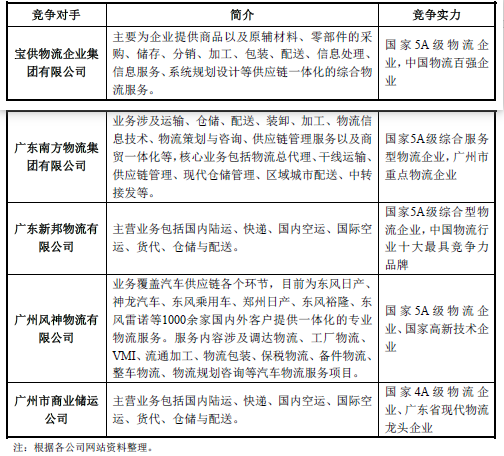 竞争对手 简介 竞争实力
宝供物流企业集
团有限公司
主要为企业提供商品以及原辅材料、零部件的采
购、储存、分销、加工、包装、配送、信息处理、
信息服务、系统规划设计等供应链一体化的综合物
流服务。
国家5A级物流企
业，中国物流百强企
业
广东南方物流集
团有限公司
业务涉及运输、仓储、配送、装卸、加工、物流信
息技术、物流策划与咨询、供应链管理服务以及商
贸一体化等，核心业务包括物流总代理、干线运输、
供应链管理、现代仓储管理、区域城市配送、中转
接发等。
国家5A级综合服务
型物流企业，广州市
重点物流企业
广东新邦物流有
限公司
主营业务包括国内陆运、快递、国内空运、国际空
运、货代、仓储与配送。
国家5A级综合型物
流企业，中国物流行
业十大最具竞争力
品牌
广州风神物流有
限公司
业务覆盖汽车供应链各个环节，目前为东风日产、
神龙汽车、东风乘用车、郑州日产、东风裕隆、东
风雷诺等1000余家国内外客户提供一体化的专业
物流服务。服务内容涉及调达物流、工厂物流、
VMI、流通加工、物流包装、保税物流、备件物流、
整车物流、物流规划咨询等汽车物流服务项目。
国家5A级物流企
业、国家高新技术企
业
广州市商业储运
公司
主营业务包括国内陆运、快递、国内空运、国际空
运、货代、仓储与配送。
国家4A级物流企
业、广东省现代物流
龙头企业
注：根据各公司网站资料整理。